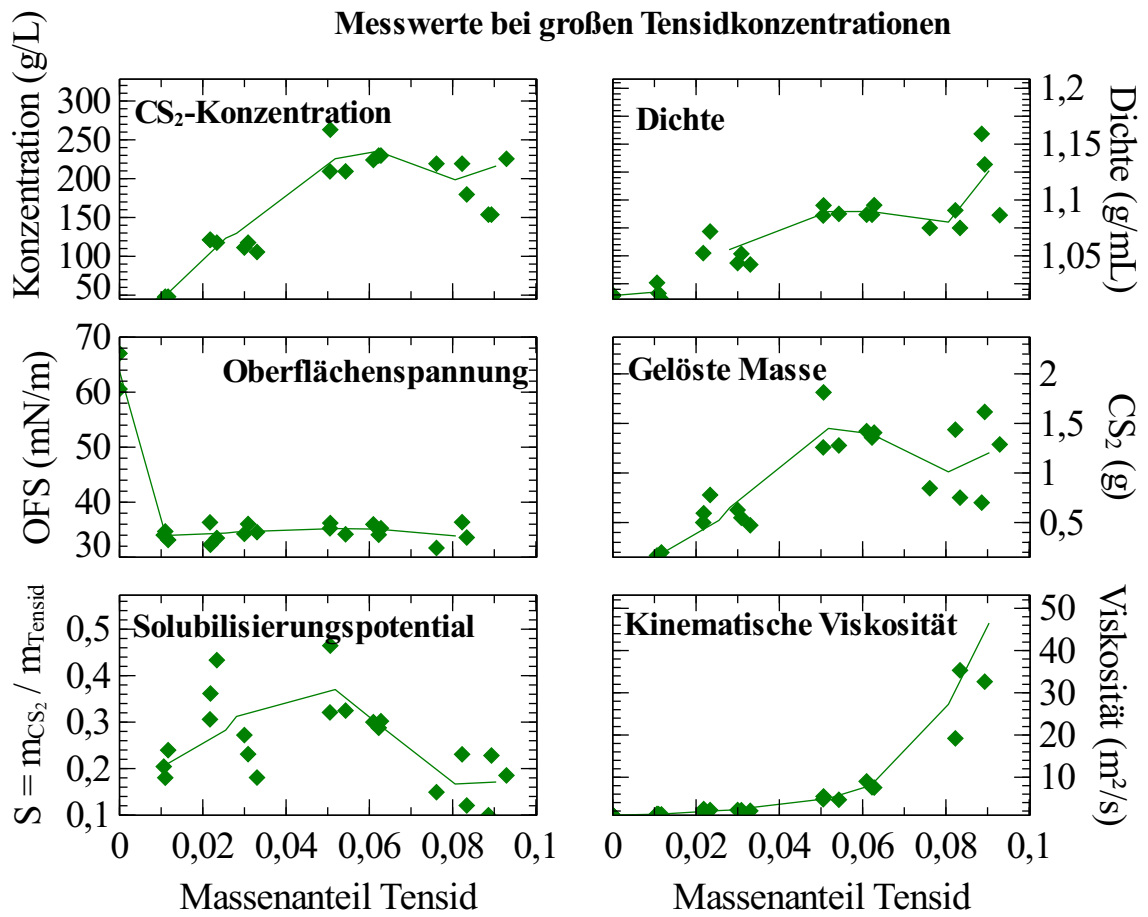 Messwerte bei großen Tensidkonzentrationen
Konzentration (g/L)
300
250
200
150
100
50
CS₂-Konzentration
Dichte
1,2
1,15
1,1
1,05
Dichte (g/mL)
OFS (mN/m)
70
60
50
40
30
Oberflächenspannung
Gelöste Masse
2
1,5
1
0,5
CS₂ (g)
S = m_CS₂ / m_Tensid
0,5
0,4
0,3
0,2
0,1
Solubilisierungspotential
Kinematische Viskosität
50
40
30
20
10
Viskosität (m²/s)
0 0,02 0,04 0,06 0,08 0,1
0 0,02 0,04 0,06 0,08 0,1
Massenanteil Tensid
Massenanteil Tensid